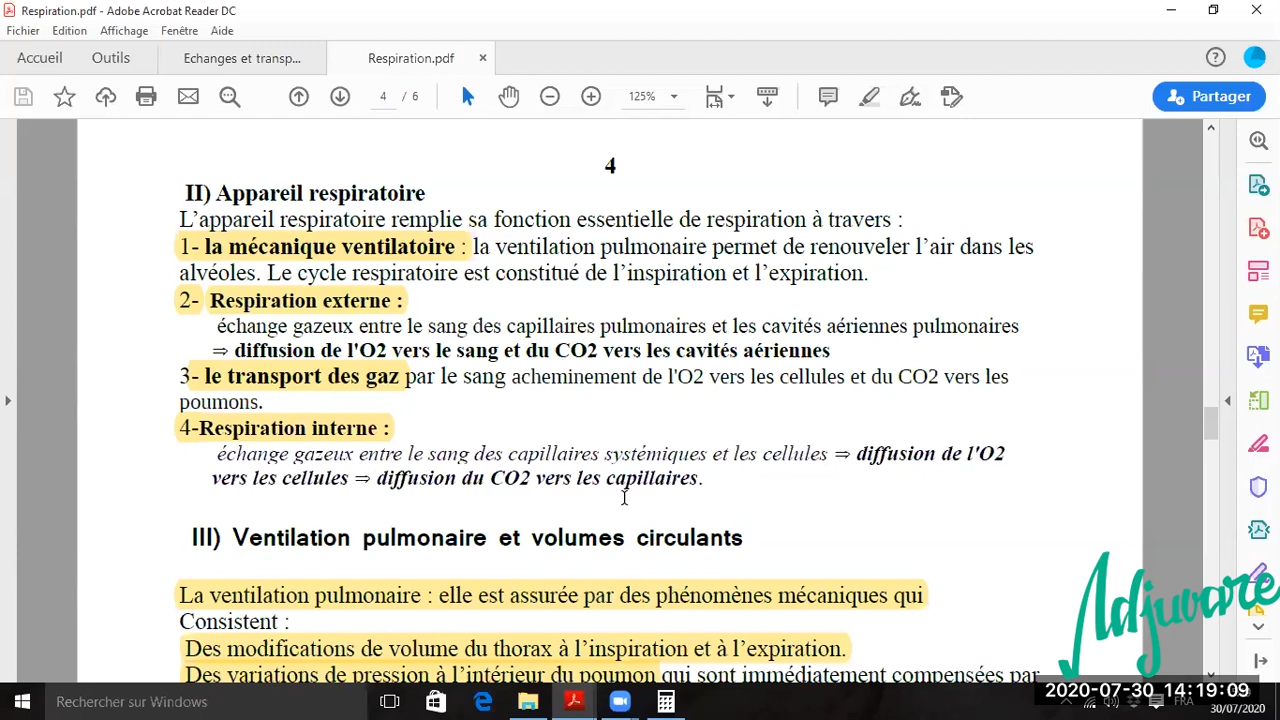 Respiration.pdf - Adobe Acrobat Reader DC
Fichier Edition Affichage Fenêtre Aide
Accueil Outils Echanges et transp... Respiration.pdf ×
4 / 6 125% Partager
4
II) Appareil respiratoire
L'appareil respiratoire remplie sa fonction essentielle de respiration à travers :
1- la mécanique ventilatoire : la ventilation pulmonaire permet de renouveler l'air dans les
alvéoles. Le cycle respiratoire est constitué de l'inspiration et l'expiration.
2- Respiration externe :
échange gazeux entre le sang des capillaires pulmonaires et les cavités aériennes pulmonaires
⇒ diffusion de l'O2 vers le sang et du CO2 vers les cavités aériennes
3- le transport des gaz par le sang acheminement de l'O2 vers les cellules et du CO2 vers les
poumons.
4-Respiration interne :
échange gazeux entre le sang des capillaires systémiques et les cellules ⇒ diffusion de l'O2
vers les cellules ⇒ diffusion du CO2 vers les capillaires.
III) Ventilation pulmonaire et volumes circulants
La ventilation pulmonaire : elle est assurée par des phénomènes mécaniques qui
Consistent :
Des modifications de volume du thorax à l'inspiration et à l'expiration.
Des variations de pression à l'intérieur du poumon qui sont immédiatement compensées par
Adjuvare
2020-07-30 14:19:09
Rechercher sur Windows FRA 30/07/2020